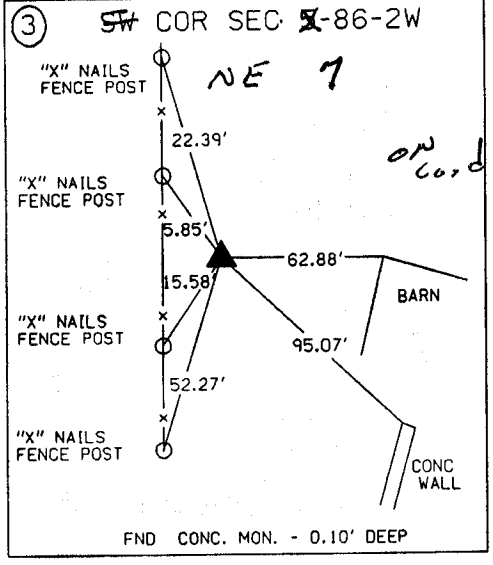 3 SW COR SEC -86-2W
NE 7
"X" NAILS
FENCE POST
22.39'
on Card
"X" NAILS
FENCE POST
5.85'
62.88'
15.58'
BARN
"X" NAILS
FENCE POST
95.07'
52.27'
"X" NAILS
FENCE POST
CONC
WALL
FND CONC. MON. - 0.10' DEEP